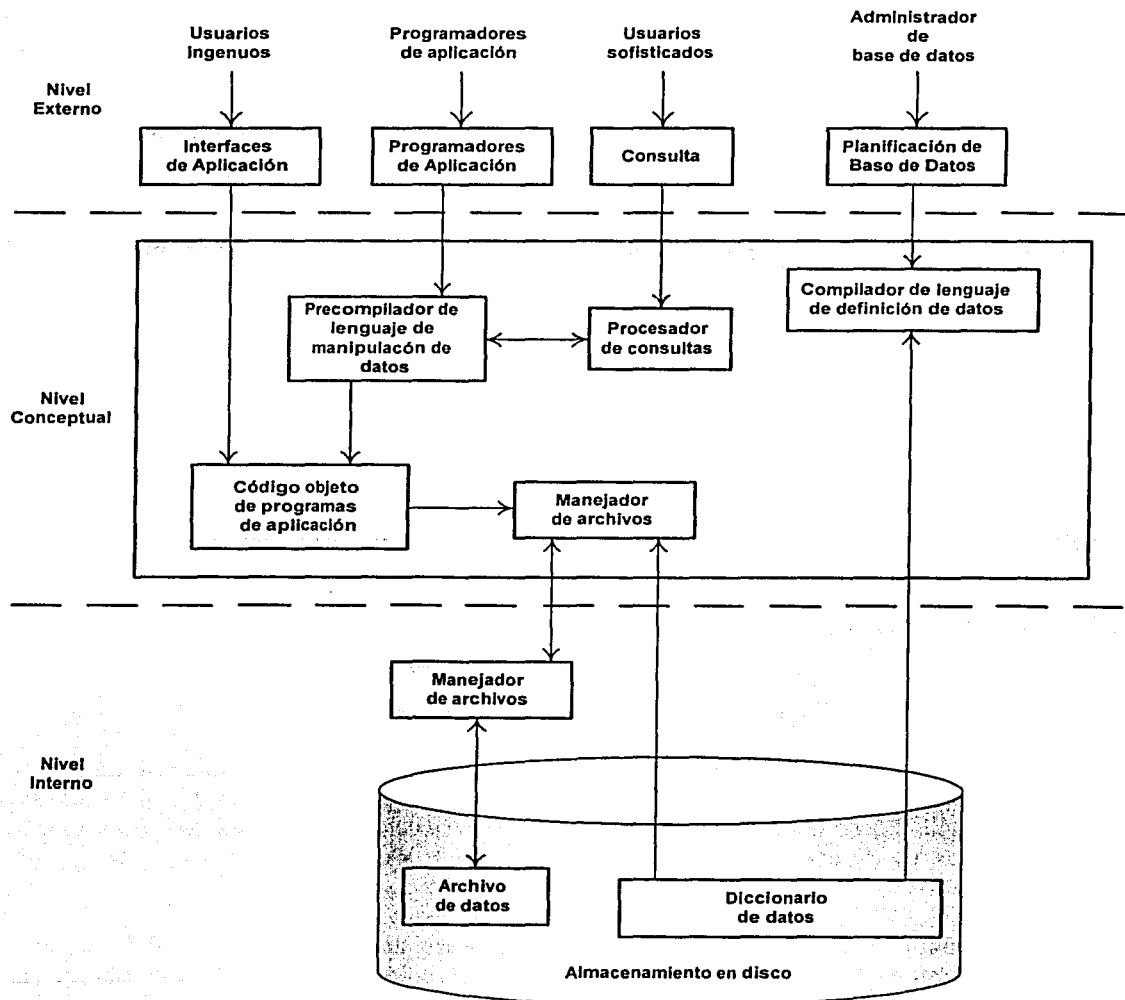 Usuarios
Ingenuos
Programadores
de aplicación
Usuarios
sofisticados
Administrador
de
base de datos
Nivel
Externo
Interfaces
de Aplicación
Programadores
de Aplicación
Consulta
Planificación de
Base de Datos
Nivel
Conceptual
Precompilador de
lenguaje de
manipulacón de
datos
Procesador
de consultas
Compilador de lenguaje
de definición de datos
Código objeto
de programas
de aplicación
Manejador
de archivos
Nivel
Interno
Manejador
de archivos
Archivo
de datos
Diccionario
de datos
Almacenamiento en disco